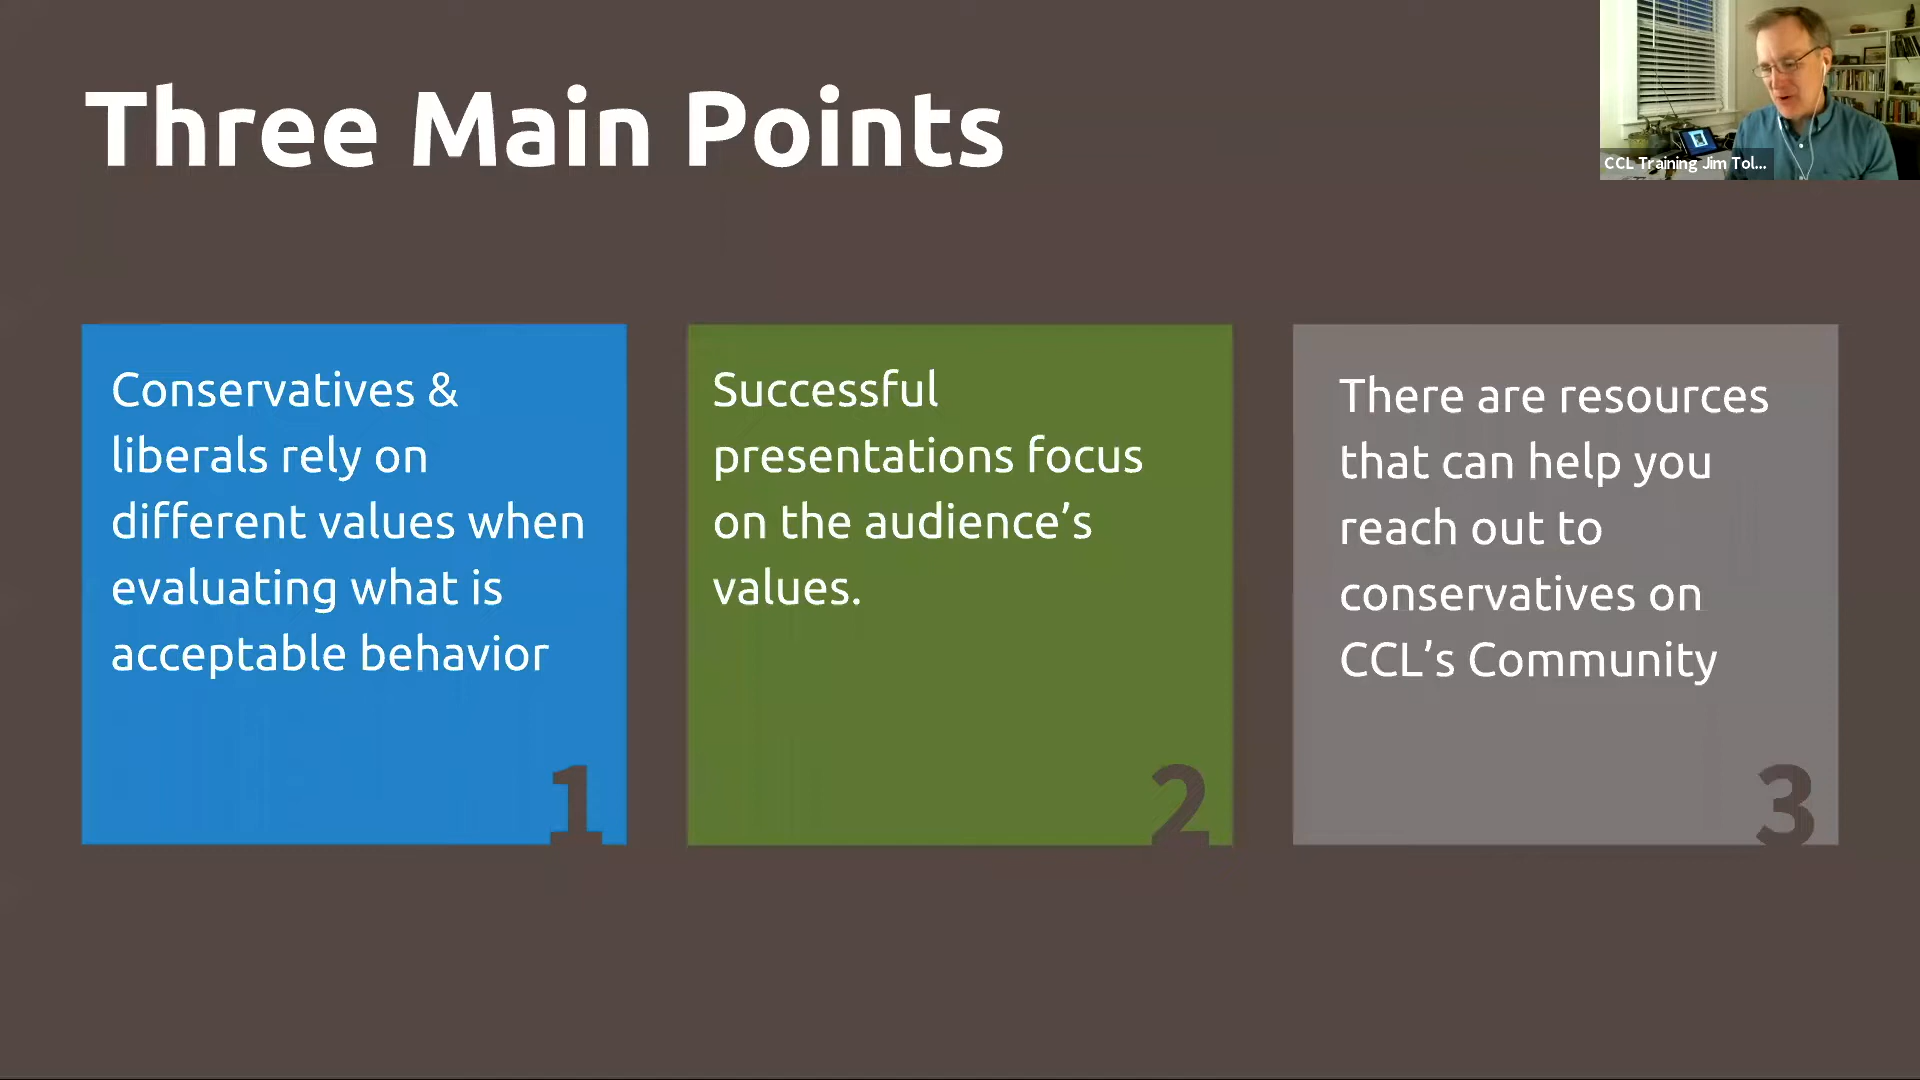 Three Main Points
CCL Training Jim Tol...
Conservatives &
liberals rely on
different values when
evaluating what is
acceptable behavior
1
Successful
presentations focus
on the audience’s
values.
2
There are resources
that can help you
reach out to
conservatives on
CCL’s Community
3